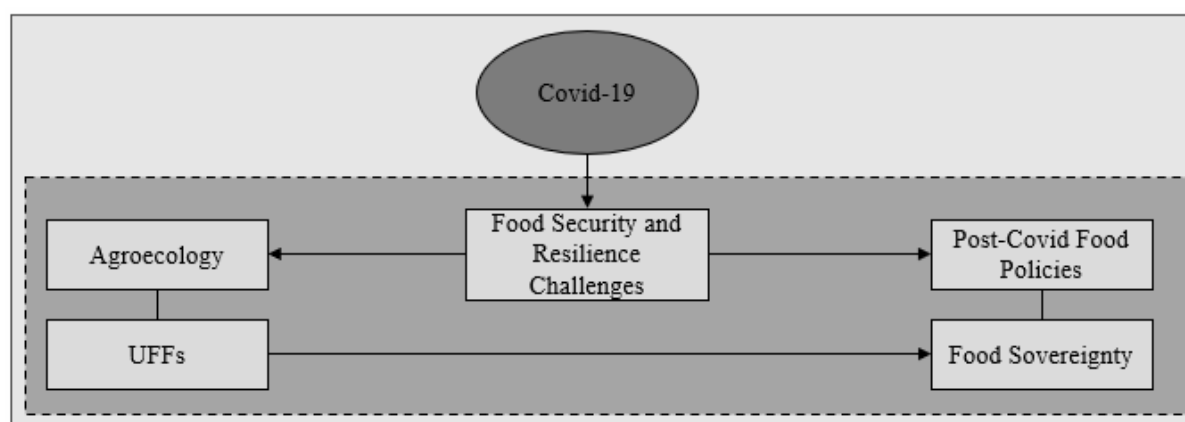 Covid-19
Food Security and
Resilience
Challenges
Agroecology
Post-Covid Food
Policies
UFFs
Food Sovereignty